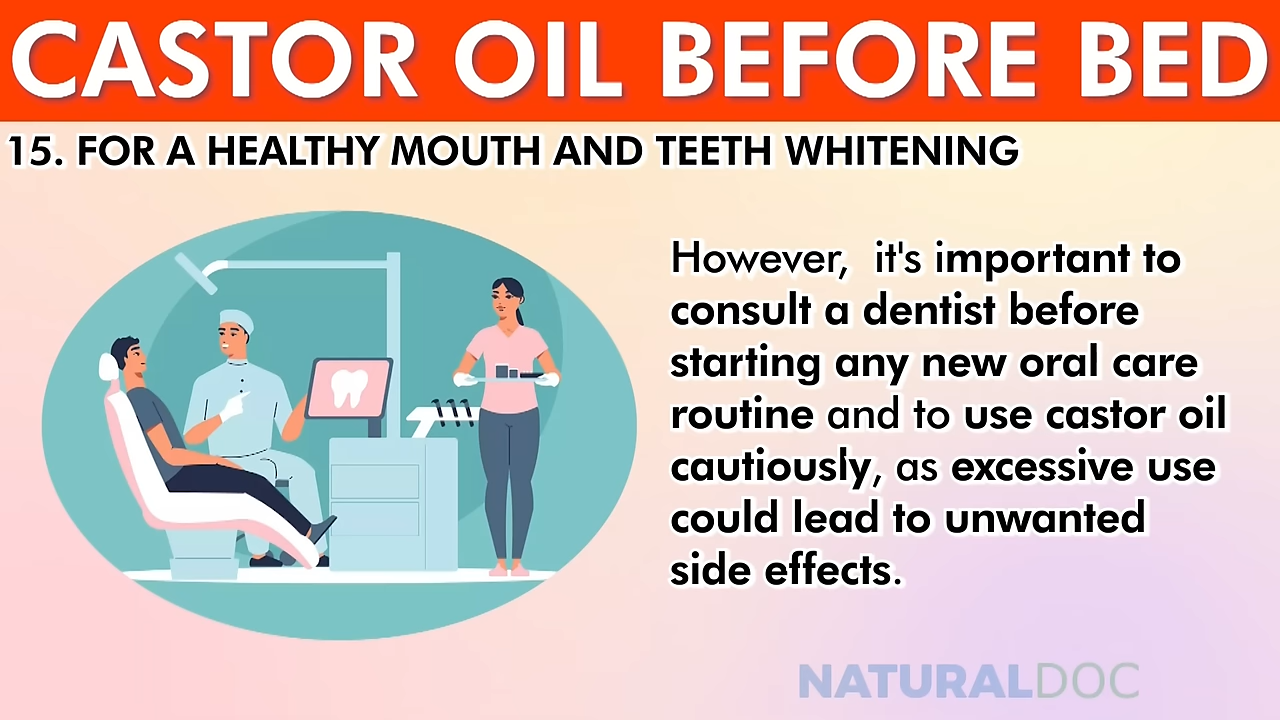 CASTOR OIL BEFORE BED
15. FOR A HEALTHY MOUTH AND TEETH WHITENING
However, it's important to
consult a dentist before
starting any new oral care
routine and to use castor oil
cautiously, as excessive use
could lead to unwanted
side effects.
NATURALDOC